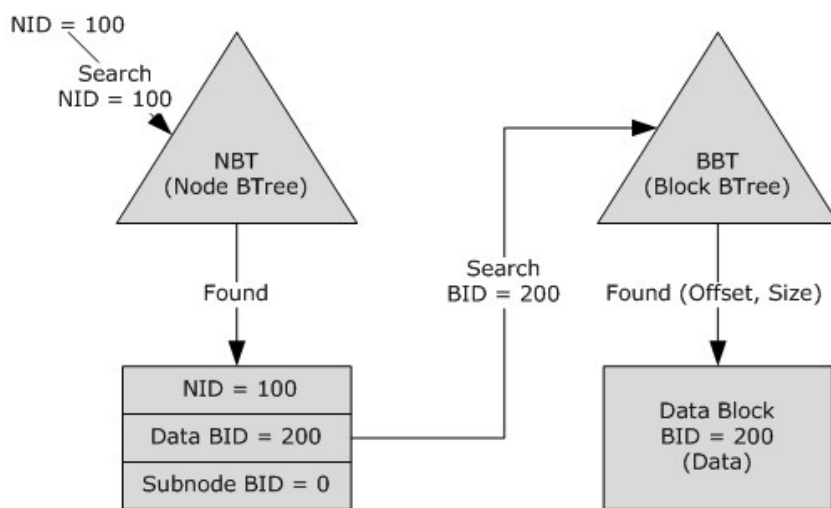 NID = 100
Search
NID = 100
NBT
(Node BTree)
Found
NID = 100
Data BID = 200
Subnode BID = 0
Search
BID = 200
BBT
(Block BTree)
Found (Offset, Size)
Data Block
BID = 200
(Data)